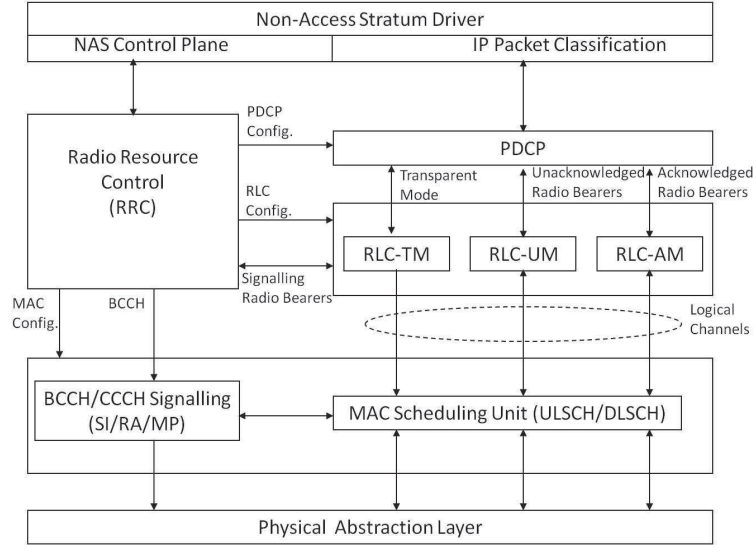 Non-Access Stratum Driver
NAS Control Plane
IP Packet Classification
PDCP
Config.
Radio Resource
Control
(RRC)
PDCP
Transparent
Mode
Unacknowledged
Radio Bearers
Acknowledged
Radio Bearers
RLC
Config.
RLC-TM
RLC-UM
RLC-AM
Signalling
Radio Bearers
MAC
Config.
BCCH
Logical
Channels
BCCH/CCCH Signalling
(SI/RA/MP)
MAC Scheduling Unit (ULSCH/DLSCH)
Physical Abstraction Layer